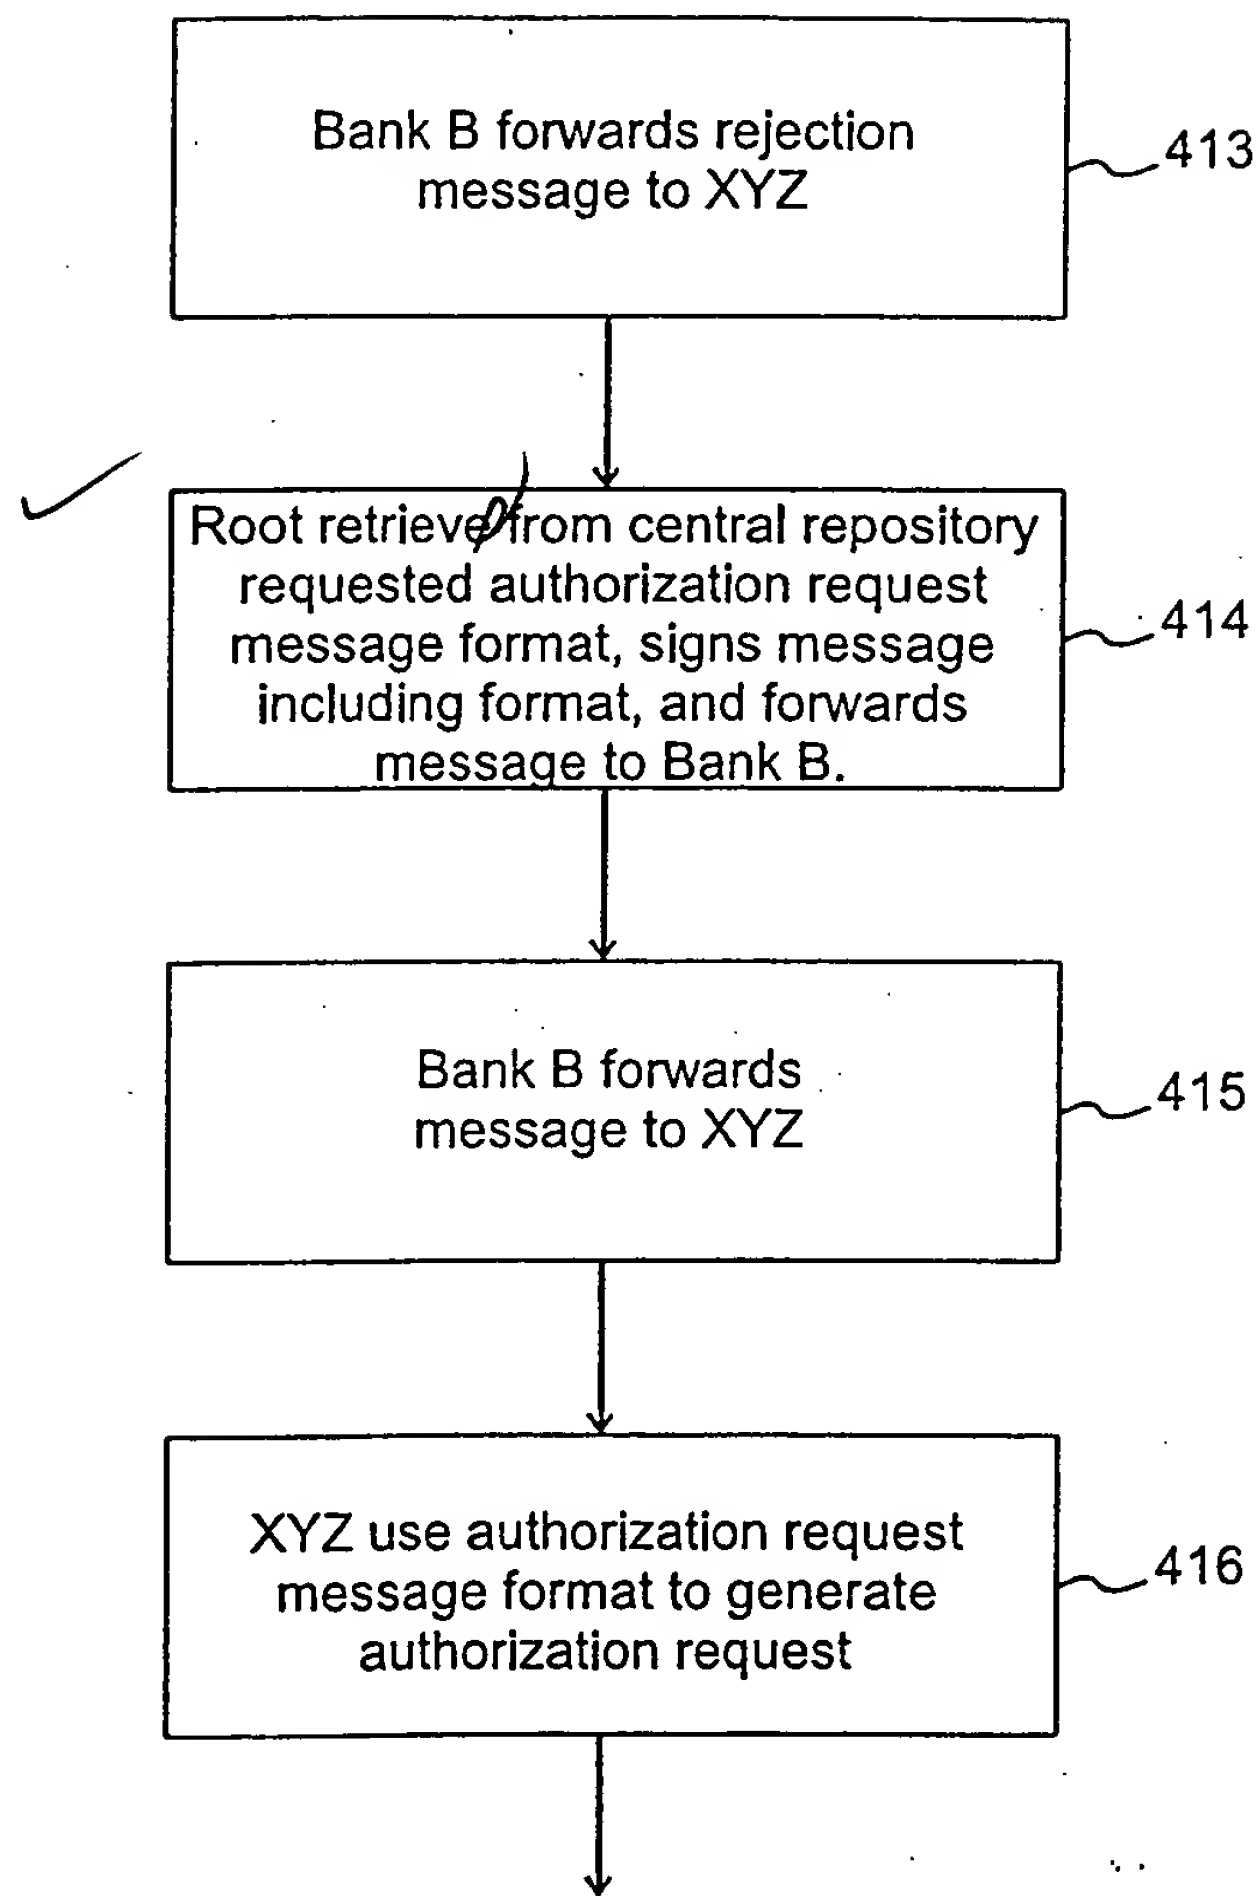 Bank B forwards rejection
message to XYZ
413
Root retrieve from central repository
requested authorization request
message format, signs message
including format, and forwards
message to Bank B.
414
Bank B forwards
message to XYZ
415
XYZ use authorization request
message format to generate
authorization request
416